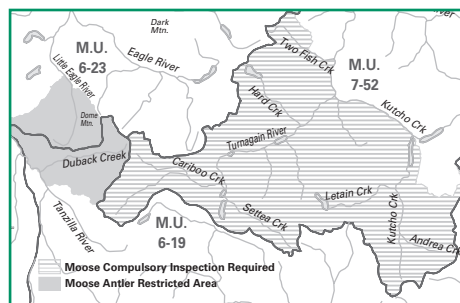 Dark
Mtn.
Eagle River
Little Eagle River
M.U.
6-23
Two Fish Crk
M.U.
7-52
Hard Crk
Kutcho Crk
Dome
Mtn.
Turnagain River
Duback Creek
Cariboo Crk
Letain Crk
Settea Crk
Kutcho Crk
Tanzilla River
M.U.
6-19
Andrea Crk
Moose Compulsory Inspection Required
Moose Antler Restricted Area